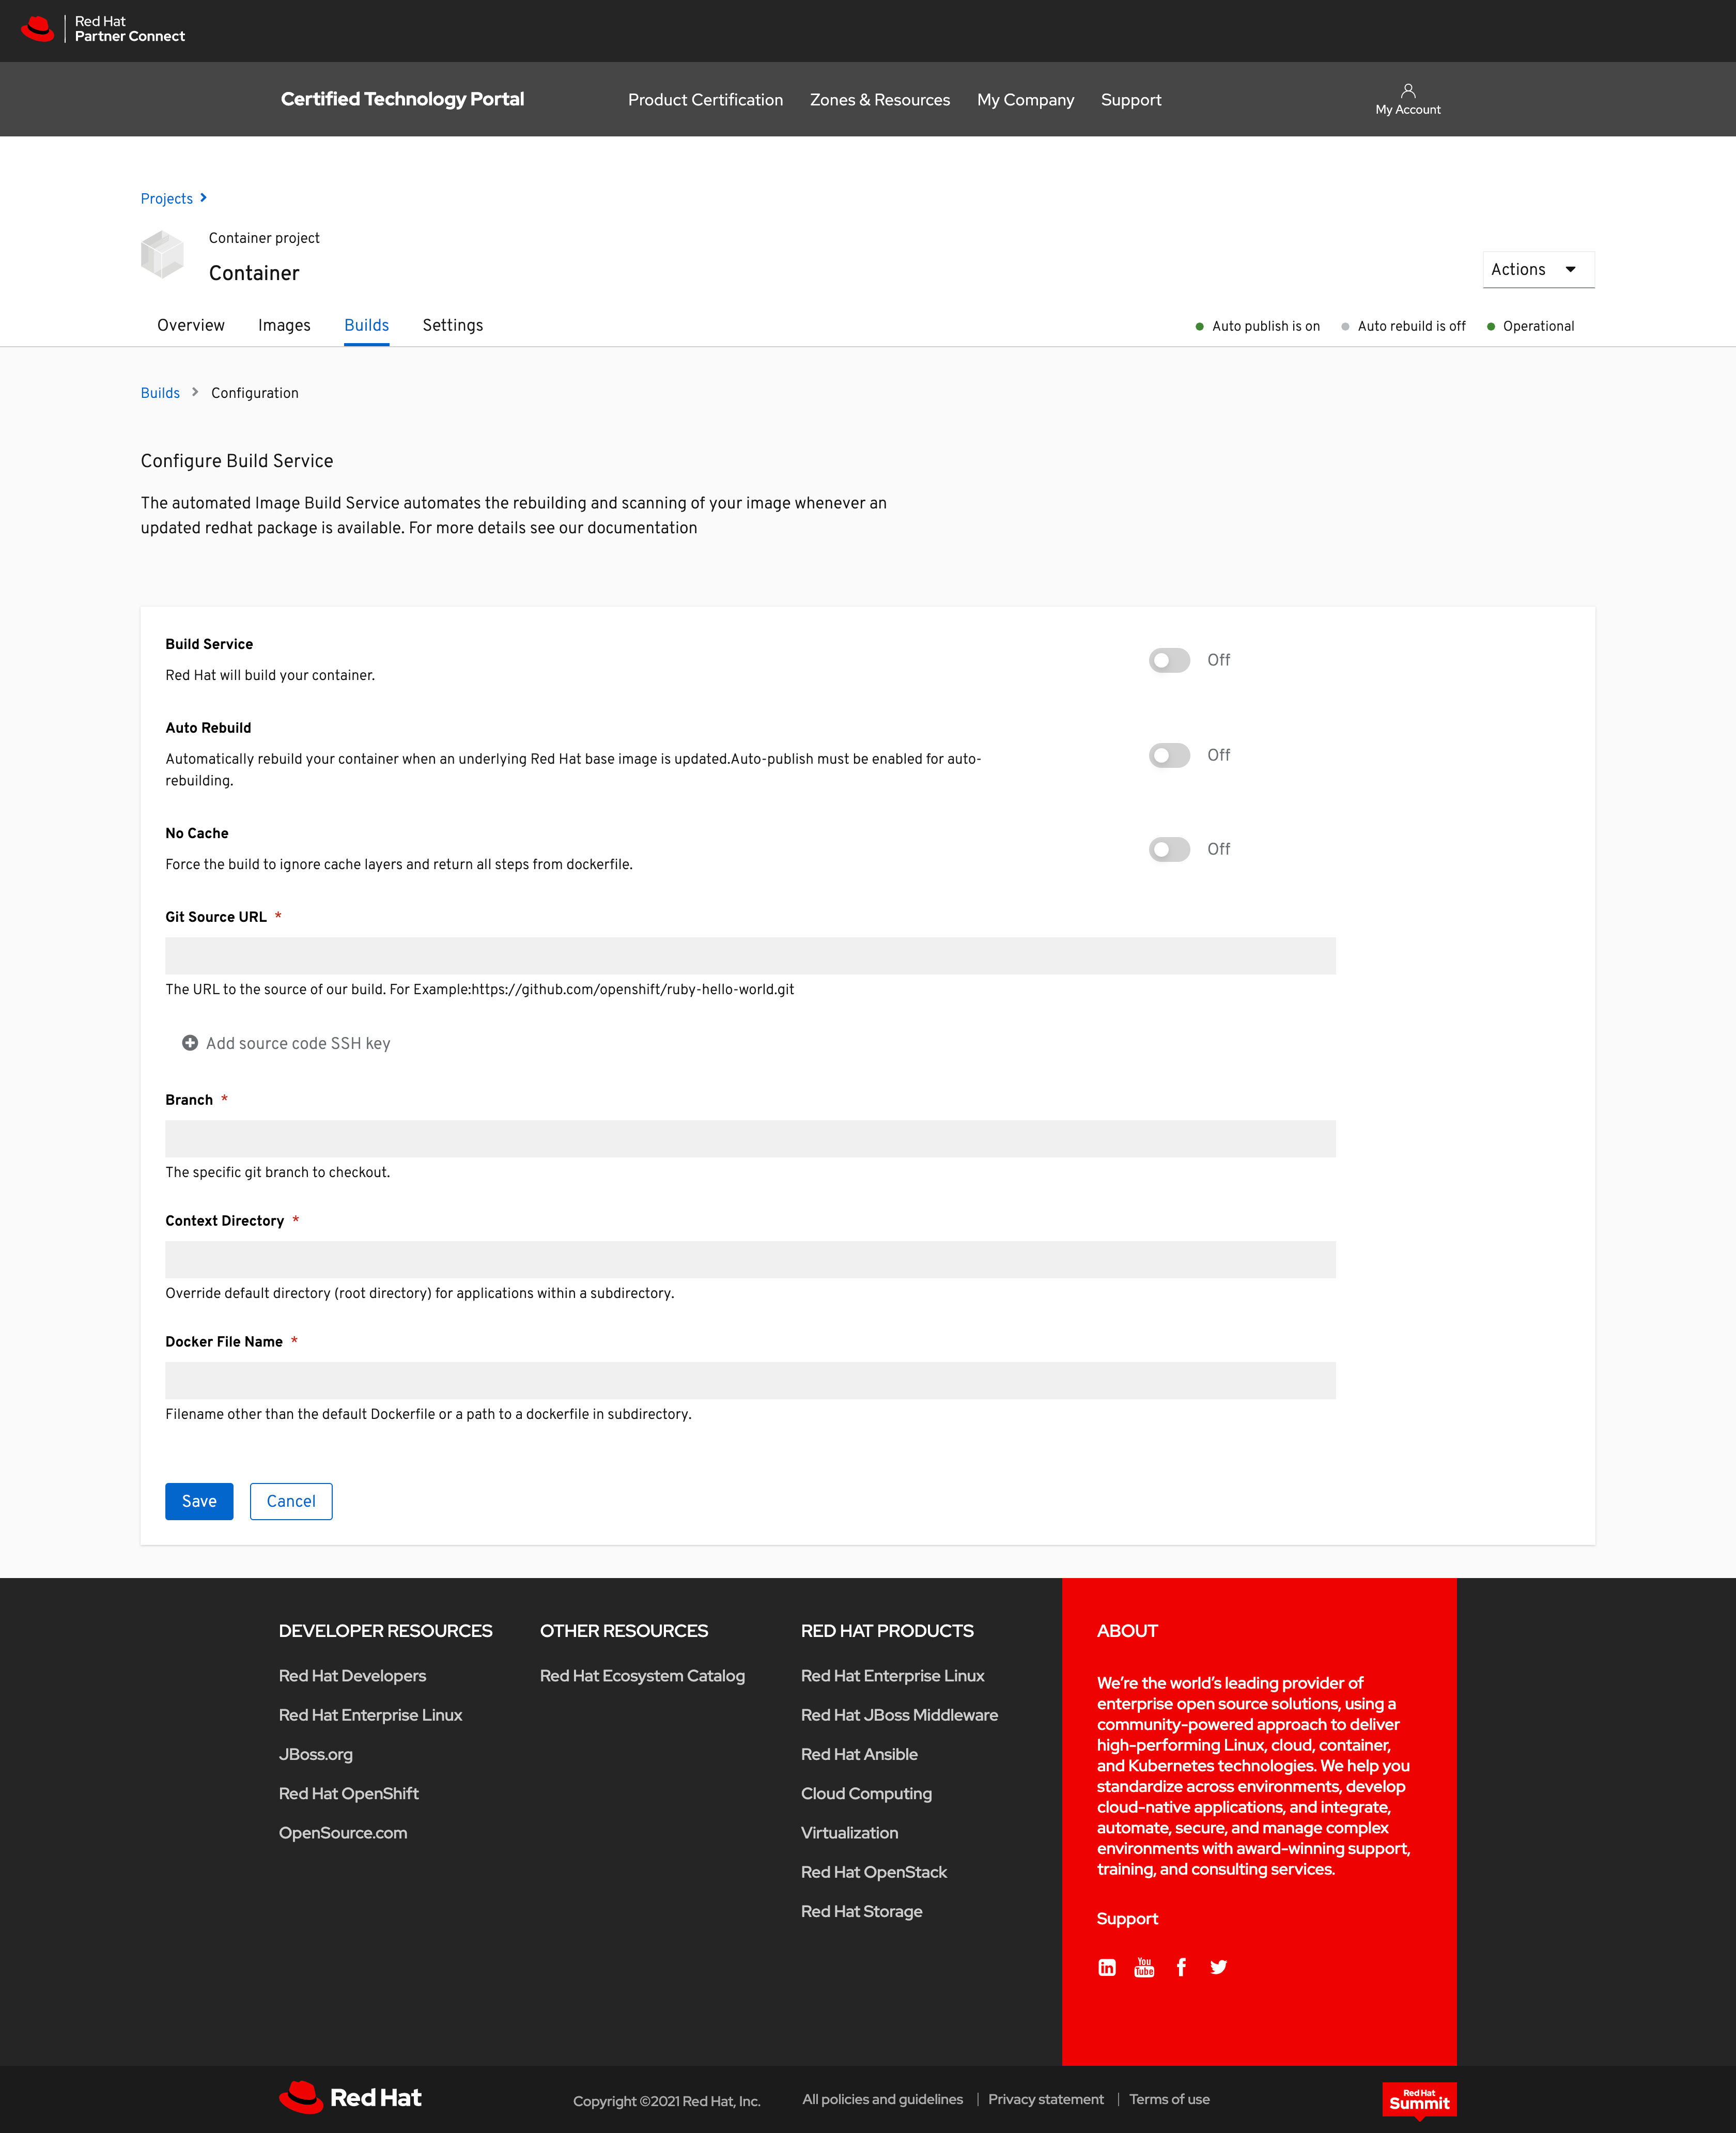 Red Hat
Partner Connect
Certified Technology Portal
Product Certification
Zones & Resources
My Company
Support
My Account
Projects
Container project
Container
Actions
Overview
Images
Builds
Settings
Auto publish is on
Auto rebuild is off
Operational
Builds
Configuration
Configure Build Service
The automated Image Build Service automates the rebuilding and scanning of your image whenever an
updated redhat package is available. For more details see our documentation
Build Service
Off
Red Hat will build your container.
Auto Rebuild
Off
Automatically rebuild your container when an underlying Red Hat base image is updated.Auto-publish must be enabled for auto-
rebuilding.
No Cache
Off
Force the build to ignore cache layers and return all steps from dockerfile.
Git Source URL *
The URL to the source of our build. For Example:https://github.com/openshift/ruby-hello-world.git
Add source code SSH key
Branch *
The specific git branch to checkout.
Context Directory *
Override default directory (root directory) for applications within a subdirectory.
Docker File Name *
Filename other than the default Dockerfile or a path to a dockerfile in subdirectory.
Save
Cancel
DEVELOPER RESOURCES
Red Hat Developers
Red Hat Enterprise Linux
JBoss.org
Red Hat OpenShift
OpenSource.com
OTHER RESOURCES
Red Hat Ecosystem Catalog
RED HAT PRODUCTS
Red Hat Enterprise Linux
Red Hat JBoss Middleware
Red Hat Ansible
Cloud Computing
Virtualization
Red Hat OpenStack
Red Hat Storage
ABOUT
We’re the world’s leading provider of
enterprise open source solutions, using a
community-powered approach to deliver
high-performing Linux, cloud, container,
and Kubernetes technologies. We help you
standardize across environments, develop
cloud-native applications, and integrate,
automate, secure, and manage complex
environments with award-winning support,
training, and consulting services.
Support
in
You
Tube
f
Red Hat
Copyright ©2021 Red Hat, Inc.
All policies and guidelines
Privacy statement
Terms of use
Red Hat
Summit